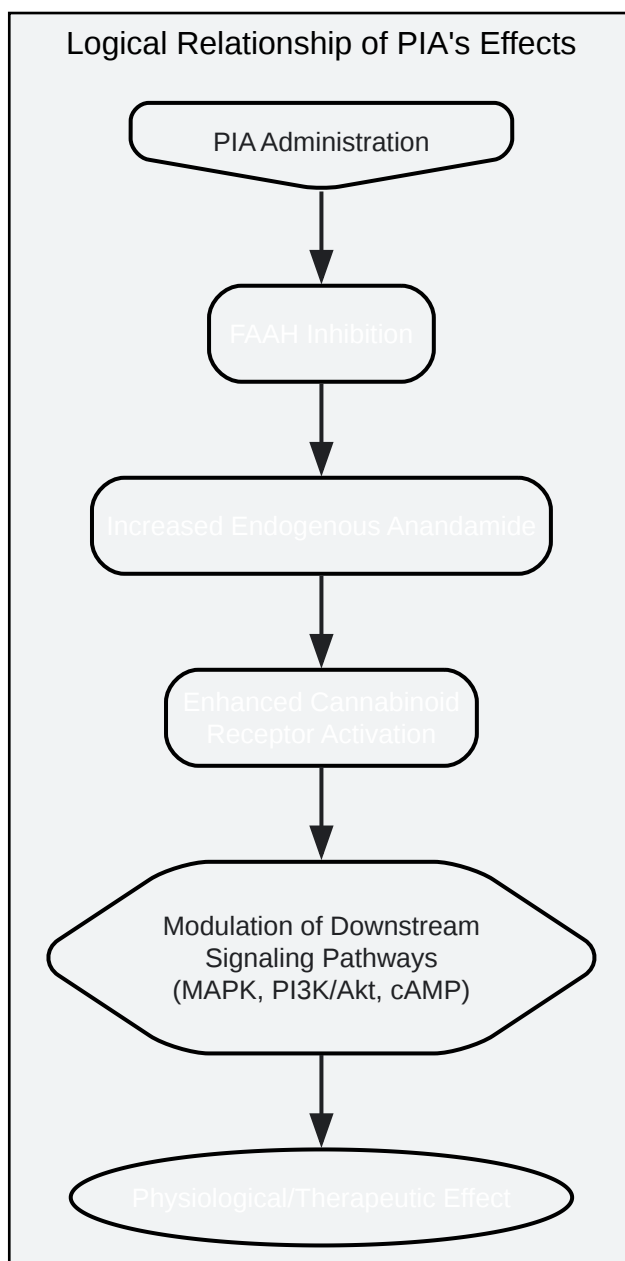 Logical Relationship of PIA's Effects
PIA Administration
FAAH Inhibition
Increased Endogenous Anandamide
Enhanced Cannabinoid
Receptor Activation
Modulation of Downstream
Signaling Pathways
(MAPK, PI3K/Akt, cAMP)
Physiological/Therapeutic Effect